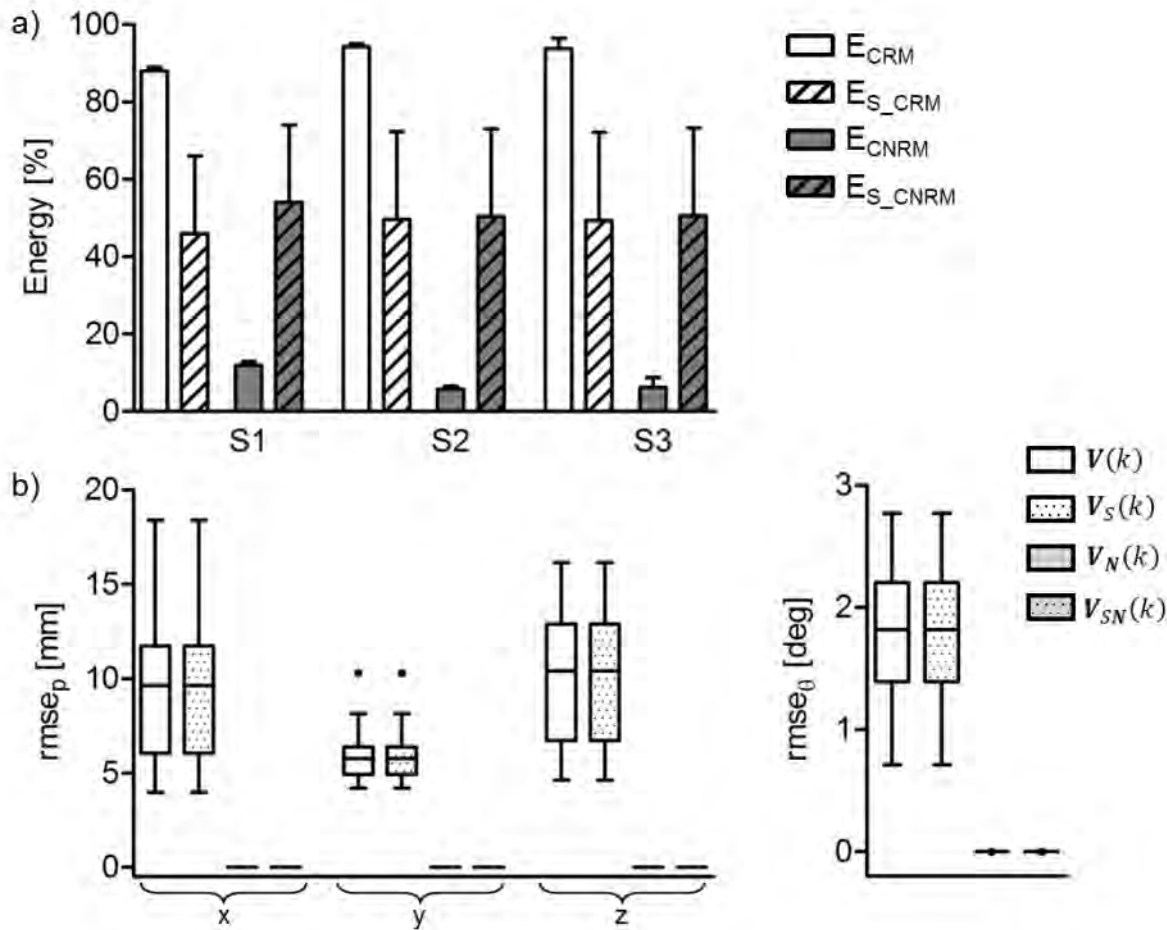 a)
Energy [%]
100
80
60
40
20
0
S1 S2 S3
E_CRM
E_S_CRM
E_CNRM
E_S_CNRM
b)
rmse_p [mm]
20
15
10
5
0
x y z
rmse_θ [deg]
3
2
1
0
V(k)
V_S(k)
V_N(k)
V_SN(k)